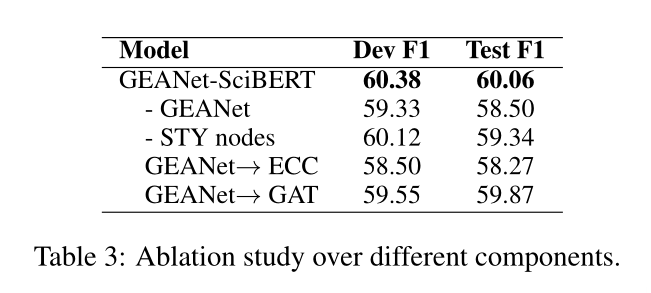 Model Dev F1 Test F1
GEANet-SciBERT 60.38 60.06
- GEANet 59.33 58.50
- STY nodes 60.12 59.34
GEANet→ ECC 58.50 58.27
GEANet→ GAT 59.55 59.87
Table 3: Ablation study over different components.